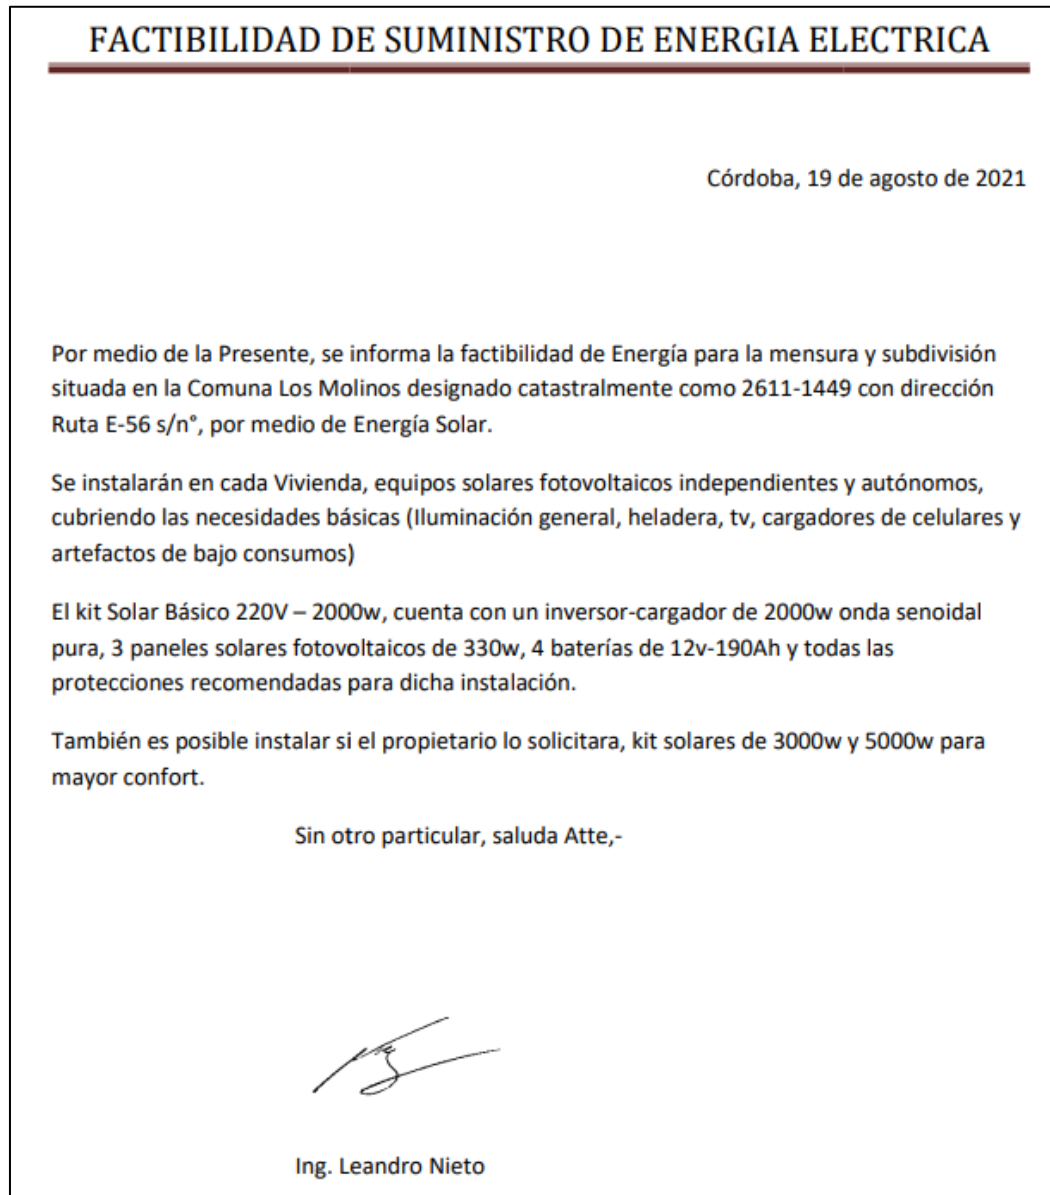 FACTIBILIDAD DE SUMINISTRO DE ENERGIA ELECTRICA
Córdoba, 19 de agosto de 2021
Por medio de la Presente, se informa la factibilidad de Energía para la mensura y subdivisión
situada en la Comuna Los Molinos designado catastralmente como 2611-1449 con dirección
Ruta E-56 s/n°, por medio de Energía Solar.
Se instalarán en cada Vivienda, equipos solares fotovoltaicos independientes y autónomos,
cubriendo las necesidades básicas (Iluminación general, heladera, tv, cargadores de celulares y
artefactos de bajo consumos)
El kit Solar Básico 220V – 2000w, cuenta con un inversor-cargador de 2000w onda senoidal
pura, 3 paneles solares fotovoltaicos de 330w, 4 baterías de 12v-190Ah y todas las
protecciones recomendadas para dicha instalación.
También es posible instalar si el propietario lo solicitara, kit solares de 3000w y 5000w para
mayor confort.
Sin otro particular, saluda Atte,-
Ing. Leandro Nieto